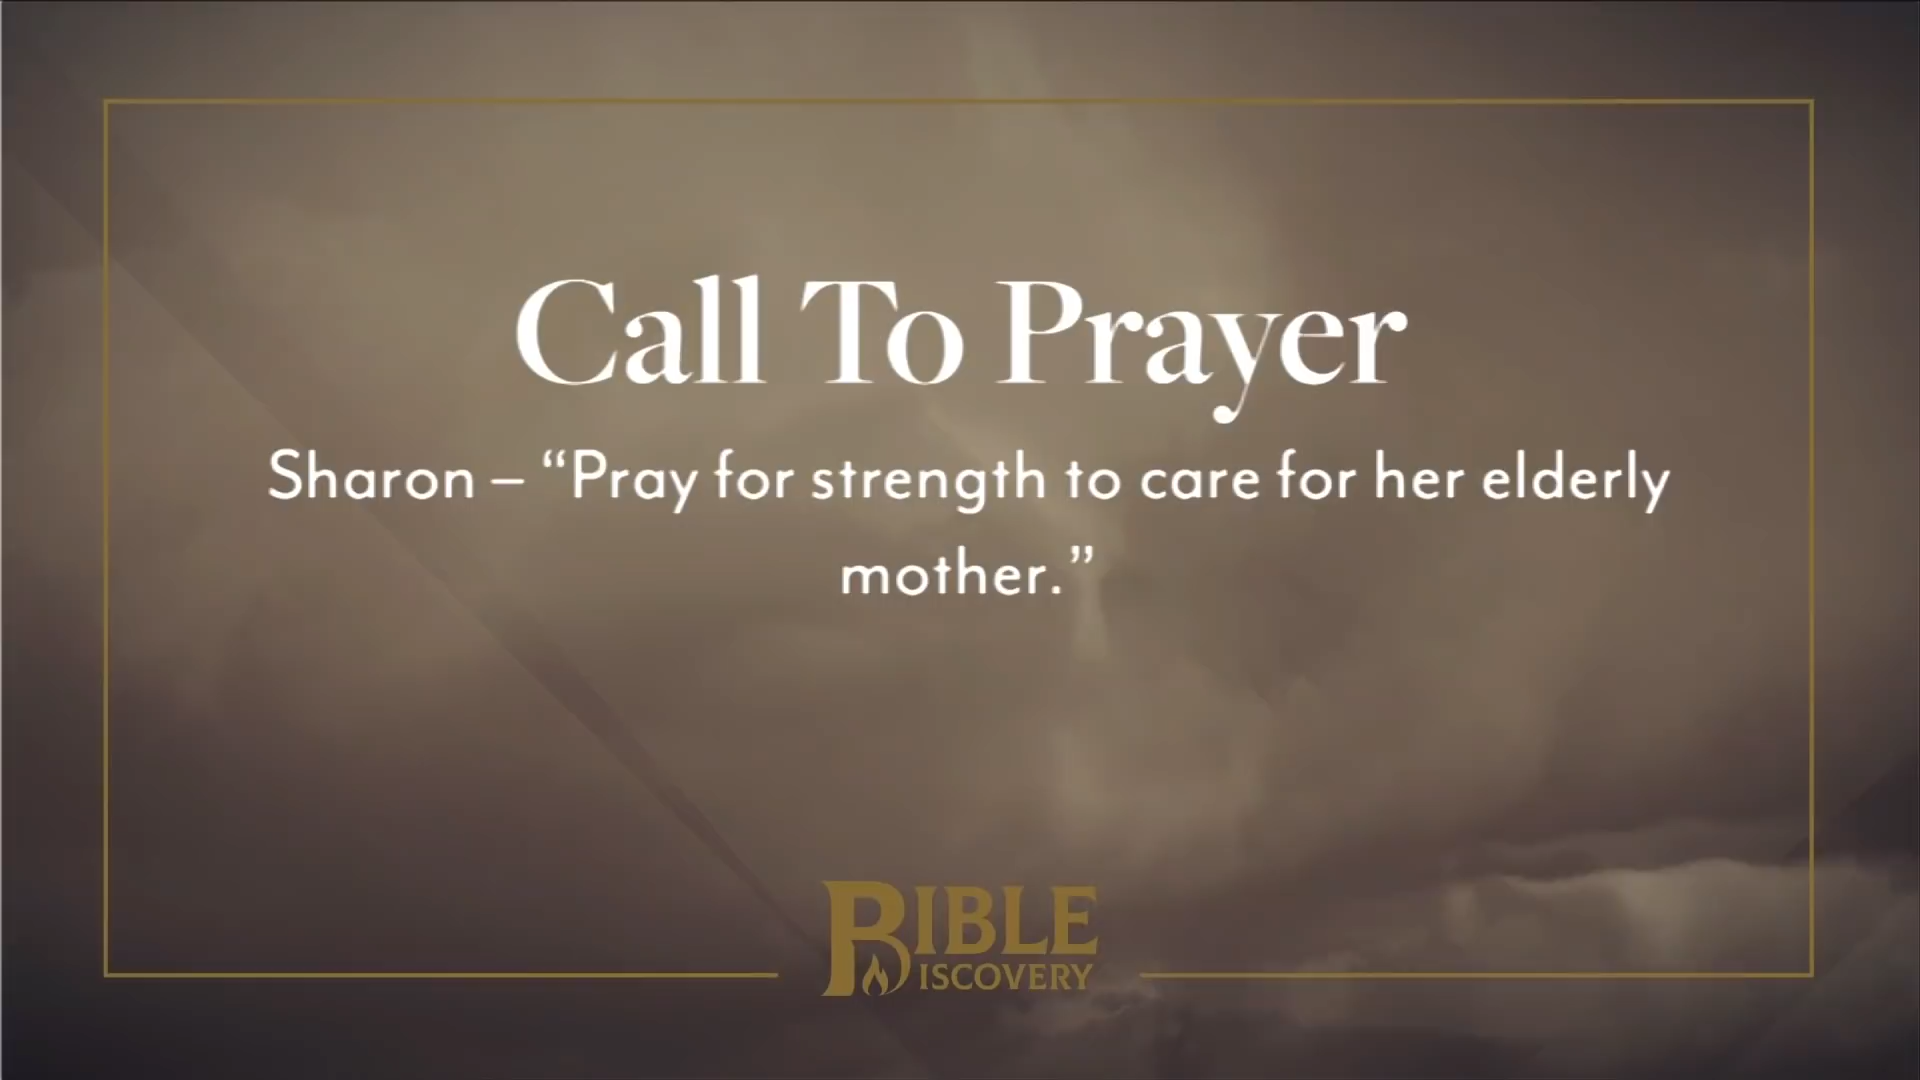 Call To Prayer
Sharon – “Pray for strength to care for her elderly
mother.”
BIBLE
DISCOVERY